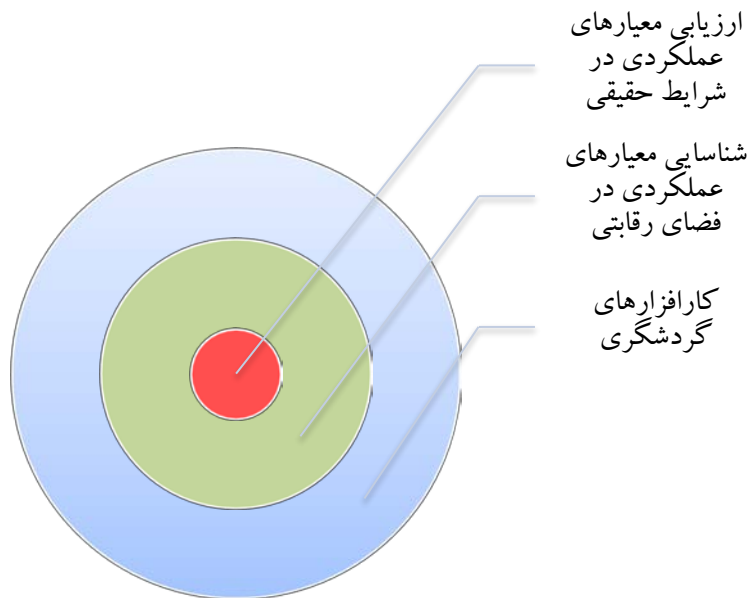 ارزیابی معیارهای
عملکردی در
شرایط حقیقی
شناسایی معیارهای
عملکردی در
فضای رقابتی
کارافزارهای
گردشگری